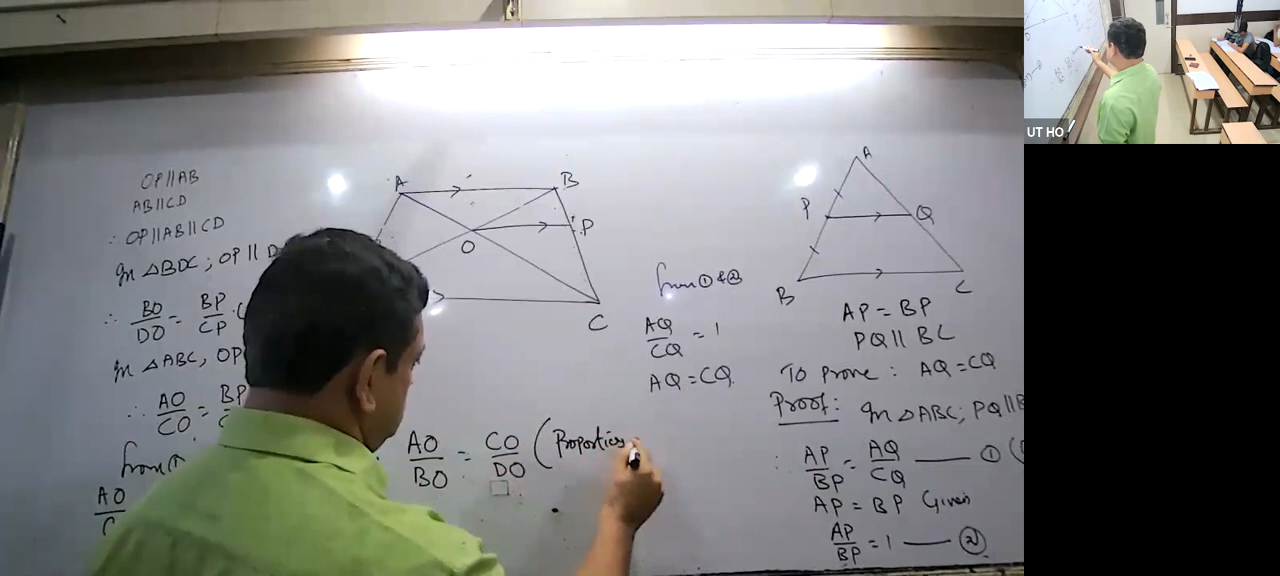 OP||AB
AB||CD
∴ OP||AB||CD
In △BDC; OP||D
∴ BO/DO = BP/CP
In △ABC, OP
∴ AO/CO = BP
from ①
AO
A
B
O
P
C
AO/BO = CO/DO (Properties
from ① & ②
AQ/CQ = 1
AQ = CQ
A
P
Q
B
C
AP = BP
PQ || BC
To prove : AQ = CQ
Proof: In △ABC; PQ||B
∴ AP/BP = AQ/CQ —— ①
AP = BP Given
AP/BP = 1 —— ②
UT HO